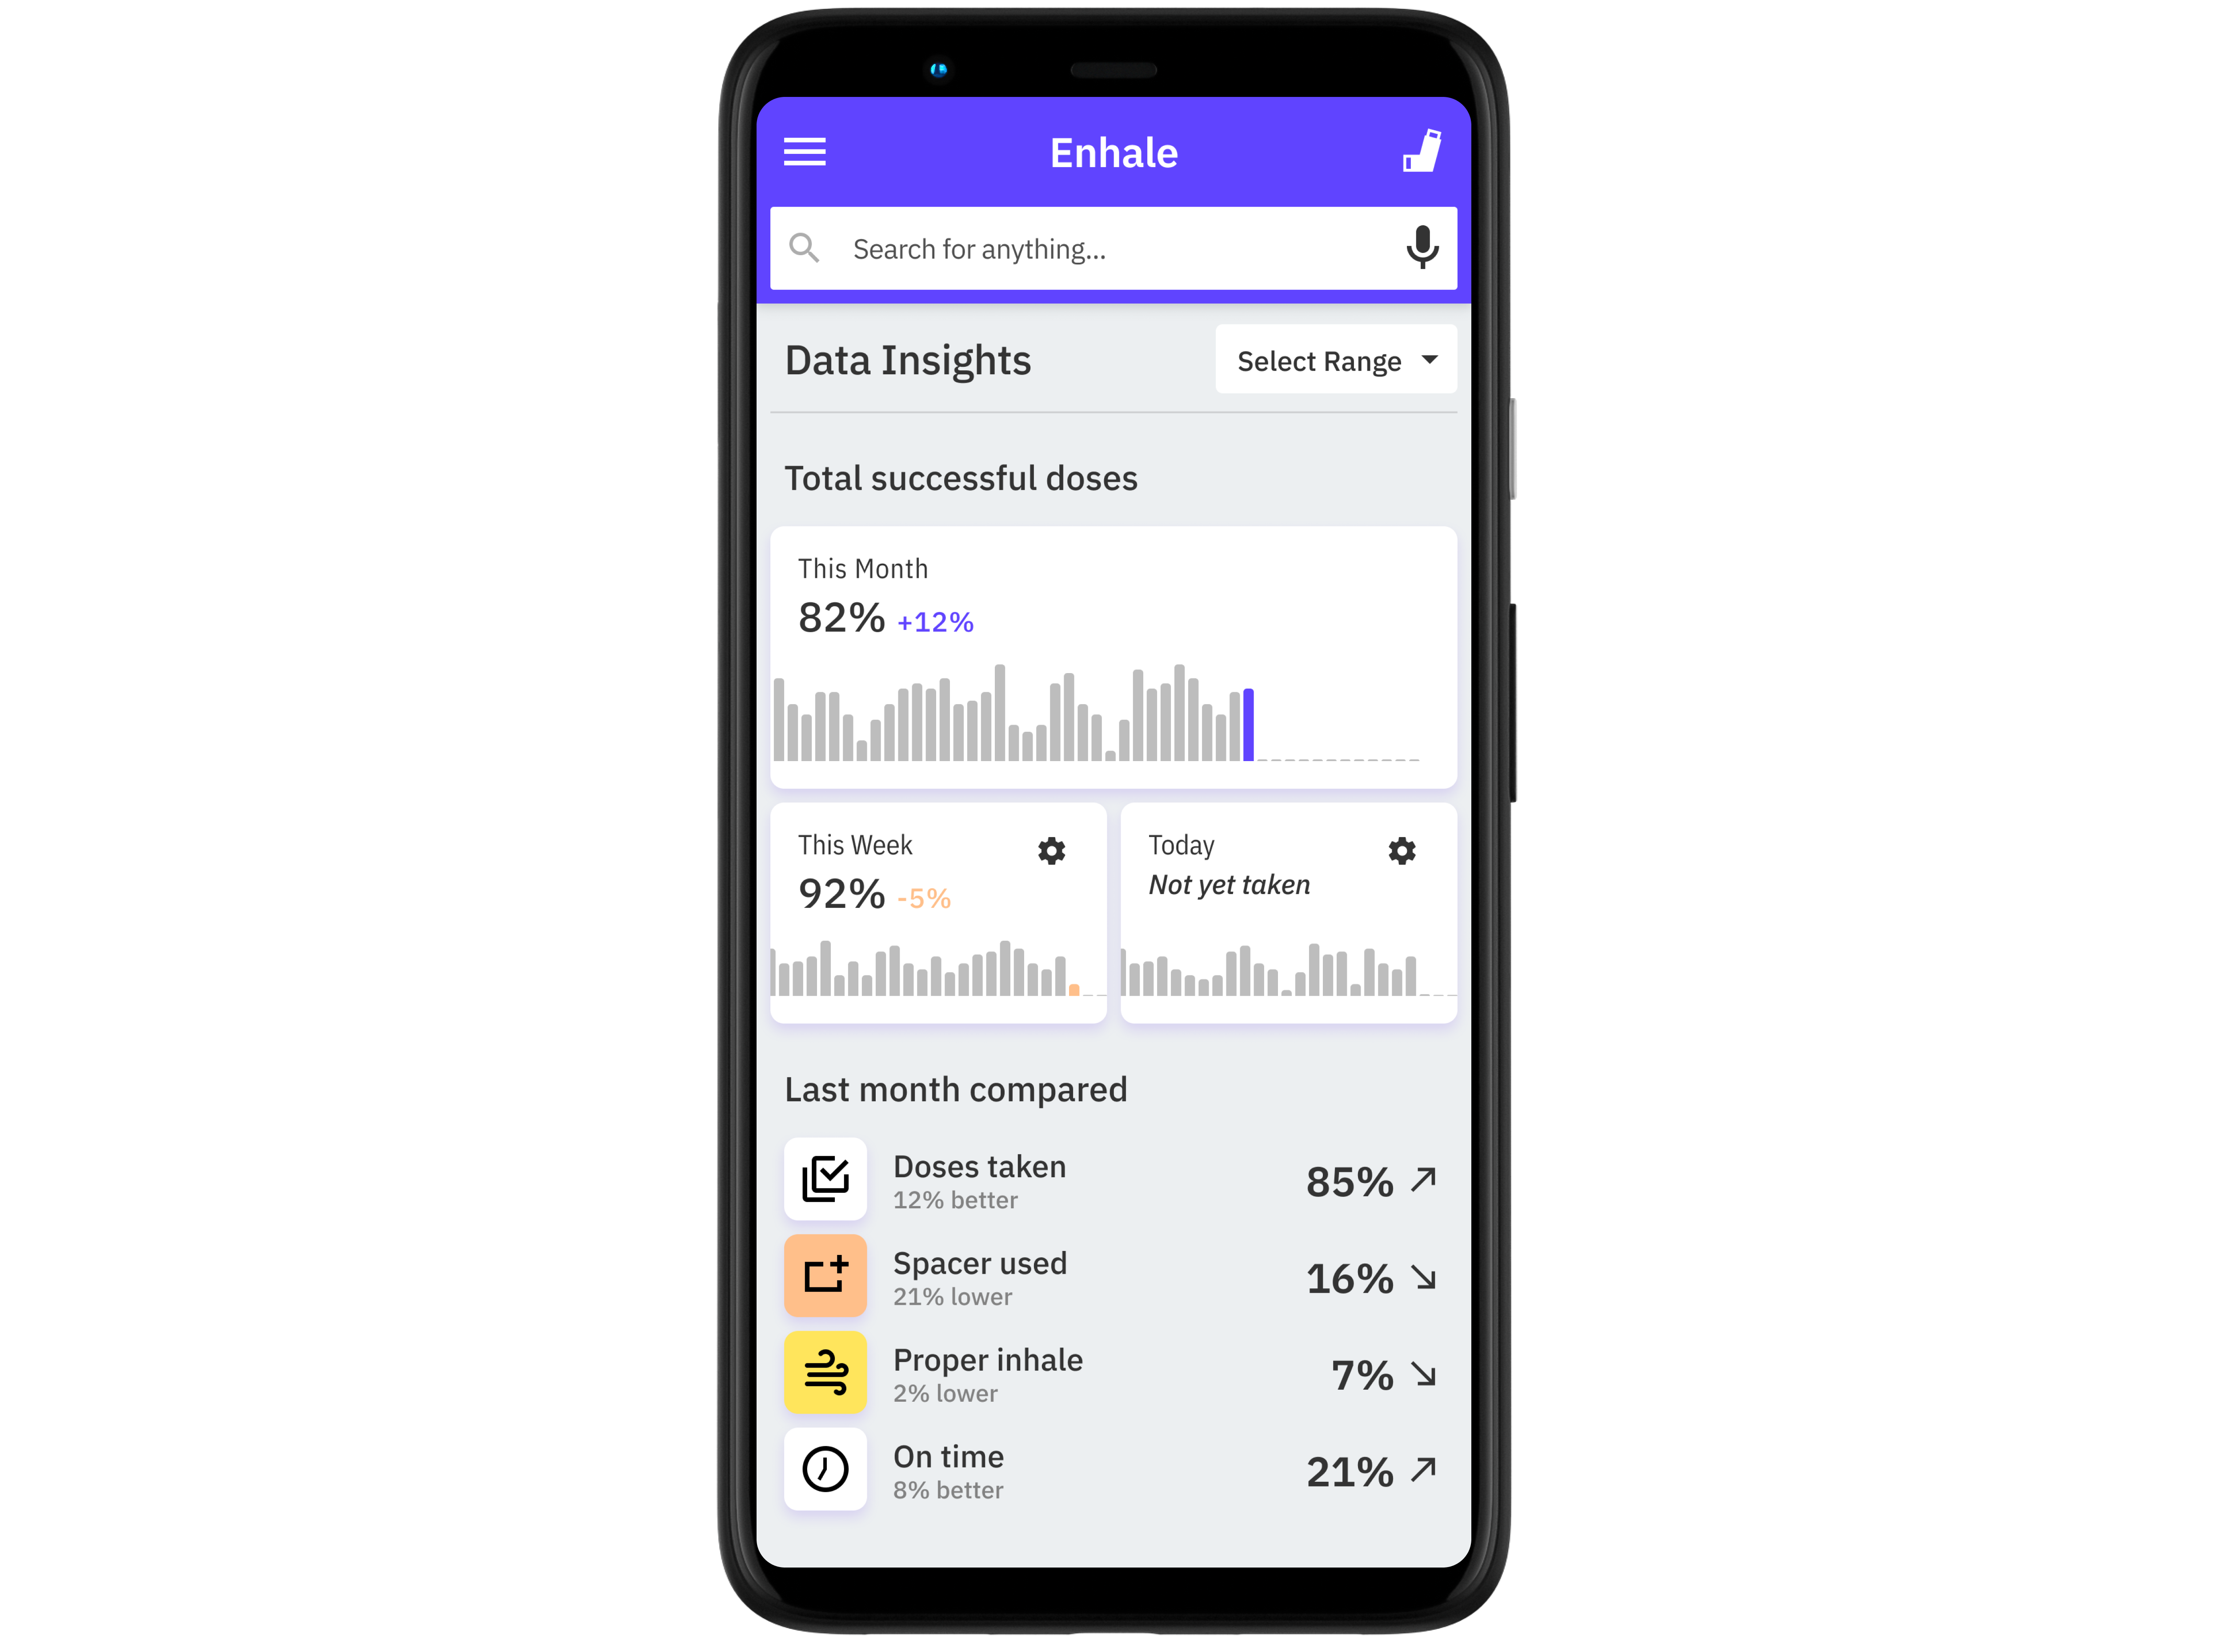 Enhale
Search for anything...
Data Insights
Select Range
Total successful doses
This Month
82% +12%
This Week
92% -5%
Today
Not yet taken
Last month compared
Doses taken
12% better
85%
Spacer used
21% lower
16%
Proper inhale
2% lower
7%
On time
8% better
21%